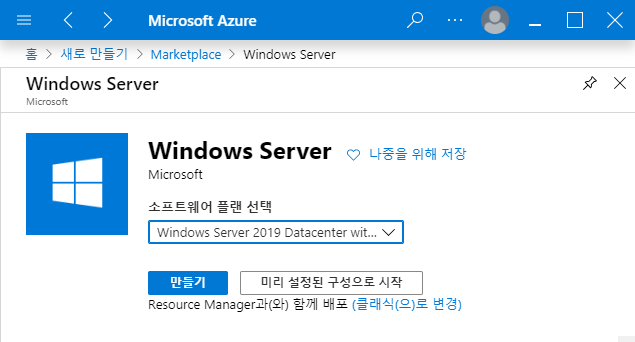 Microsoft Azure
홈 > 새로 만들기 > Marketplace > Windows Server
Windows Server
Microsoft
Windows Server 나중을 위해 저장
Microsoft
소프트웨어 플랜 선택
Windows Server 2019 Datacenter wit...
만들기 미리 설정된 구성으로 시작
Resource Manager과(와) 함께 배포 (클래식(으)로 변경)